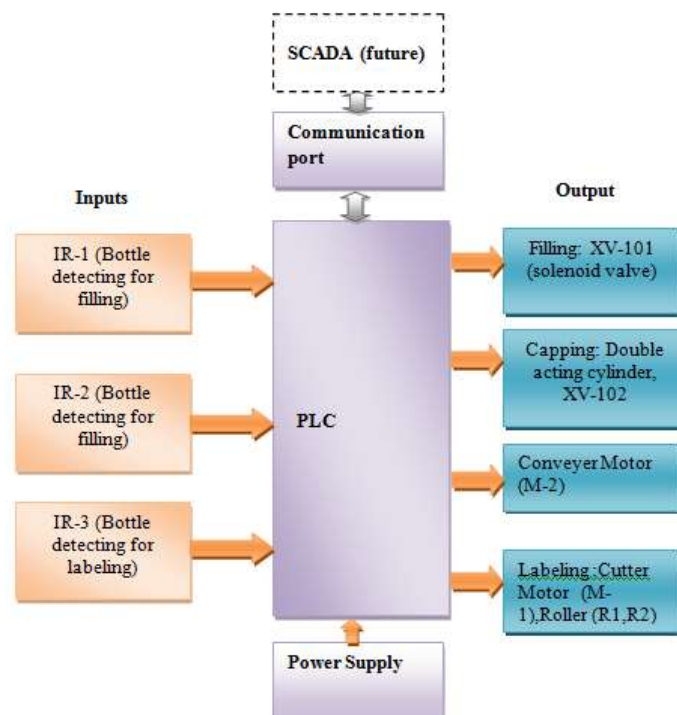 SCADA (future)
Communication
port
Inputs
Output
IR-1 (Bottle
detecting for
filling)
IR-2 (Bottle
detecting for
filling)
IR-3 (Bottle
detecting for
labeling)
PLC
Filling: XV-101
(solenoid valve)
Capping: Double
acting cylinder,
XV-102
Conveyer Motor
(M-2)
Labeling :Cutter
Motor (M-
1),Roller (R1,R2)
Power Supply